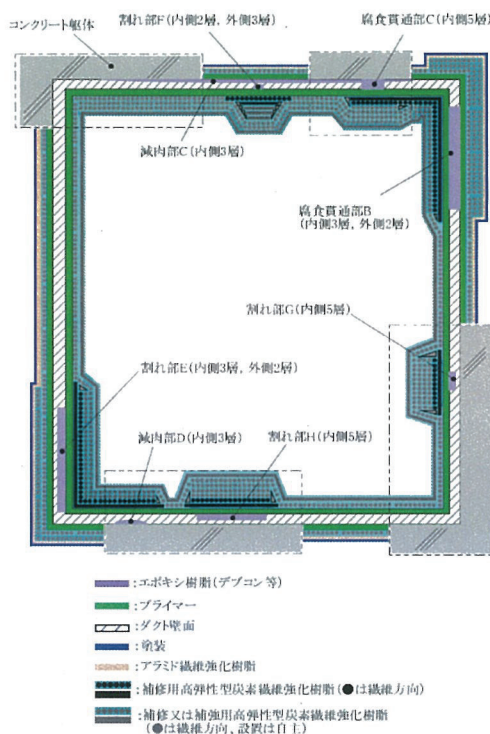 コンクリート躯体
割れ部F(内側2層, 外側3層)
腐食貫通部C(内側5層)
減肉部C(内側3層)
腐食貫通部B
(内側3層, 外側2層)
割れ部G(内側5層)
割れ部E(内側3層, 外側2層)
減肉部D(内側3層)
割れ部H(内側5層)
:エポキシ樹脂(デブコン等)
:プライマー
:ダクト壁面
:塗装
:アラミド繊維強化樹脂
:補修用高弾性型炭素繊維強化樹脂(●は繊維方向)
:補修又は補強用高弾性型炭素繊維強化樹脂
(●は繊維方向、設置は自主)